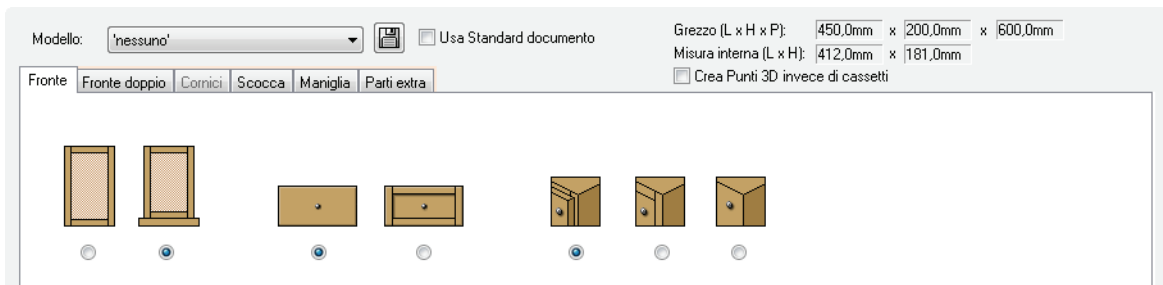 Modello: 'nessuno' Usa Standard documento
Grezzo (L x H x P): 450,0mm x 200,0mm x 600,0mm
Misura interna (L x H): 412,0mm x 181,0mm
Crea Punti 3D invece di cassetti
Fronte Fronte doppio Cornici Scocca Maniglia Parti extra